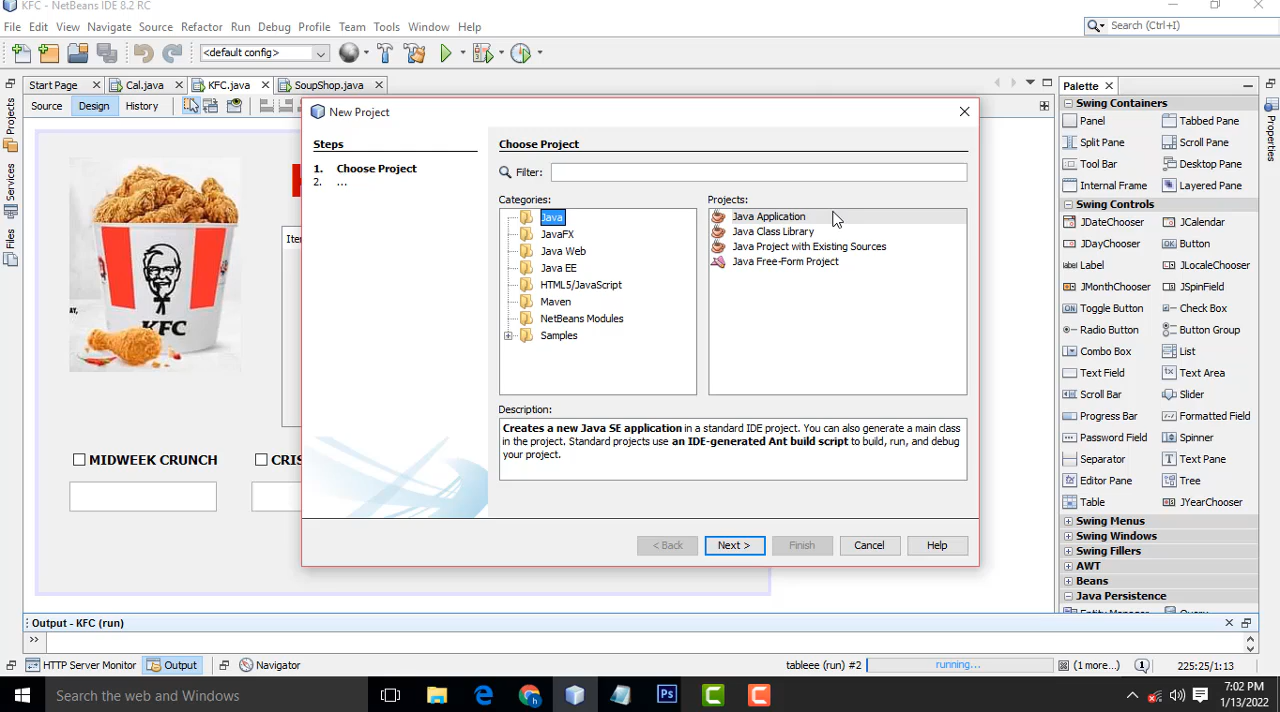 KFC - NetBeans IDE 8.2 RC
File Edit View Navigate Source Refactor Run Debug Profile Team Tools Window Help
Search (Ctrl+I)
<default config>
Start Page Cal.java KFC.java SoupShop.java
Source Design History
Projects
Services
Files
KFC
Item
MIDWEEK CRUNCH CRIS
New Project
Steps
1. Choose Project
2. ...
Choose Project
Filter:
Categories:
Java
JavaFX
Java Web
Java EE
HTML5/JavaScript
Maven
NetBeans Modules
Samples
Projects:
Java Application
Java Class Library
Java Project with Existing Sources
Java Free-Form Project
Description:
Creates a new Java SE application in a standard IDE project. You can also generate a main class
in the project. Standard projects use an IDE-generated Ant build script to build, run, and debug
your project.
< Back Next > Finish Cancel Help
Palette
Swing Containers
Panel Tabbed Pane
Split Pane Scroll Pane
Tool Bar Desktop Pane
Internal Frame Layered Pane
Swing Controls
JDateChooser JCalendar
JDayChooser Button
label Label JLocaleChooser
JMonthChooser JSpinField
Toggle Button Check Box
Radio Button Button Group
Combo Box List
Text Field Text Area
Scroll Bar Slider
Progress Bar Formatted Field
Password Field Spinner
Separator Text Pane
Editor Pane Tree
Table JYearChooser
Swing Menus
Swing Windows
Swing Fillers
AWT
Beans
Java Persistence
Entity Manager Query
Properties
Output - KFC (run)
HTTP Server Monitor Output Navigator
tableee (run) #2 running... (1 more...) 1 225:25/1:13
Search the web and Windows
7:02 PM
1/13/2022